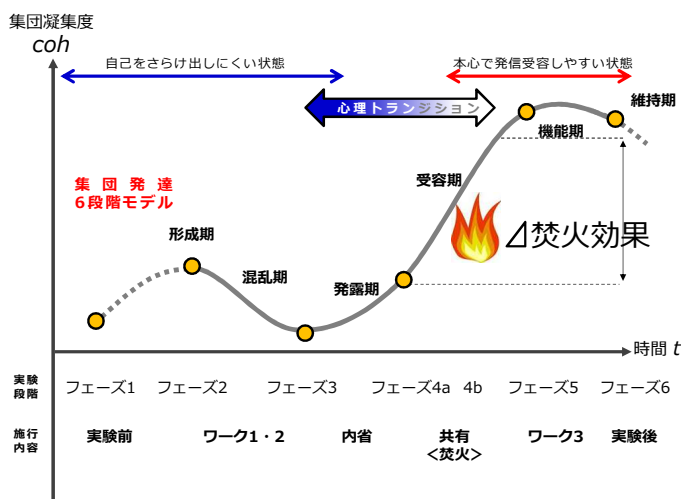 集団凝集度
coh
自己をさらけ出しにくい状態
本心で発信受容しやすい状態
心理トランジション
維持期
機能期
受容期
集団発達
6段階モデル
⊿焚火効果
形成期
混乱期
発露期
時間 t
実験
段階
フェーズ1 フェーズ2 フェーズ3 フェーズ4a 4b フェーズ5 フェーズ6
施行
内容
実験前 ワーク1・2 内省 共有 ワーク3 実験後
<焚火>